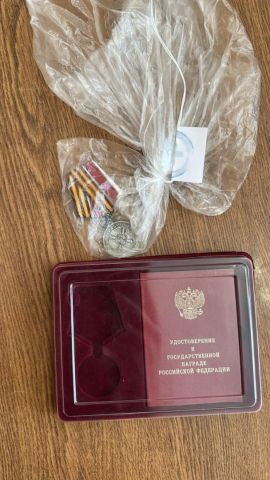 УДОСТОВЕРЕНИЕ
К
ГОСУДАРСТВЕННОЙ
НАГРАДЕ
РОССИЙСКОЙ ФЕДЕРАЦИИ